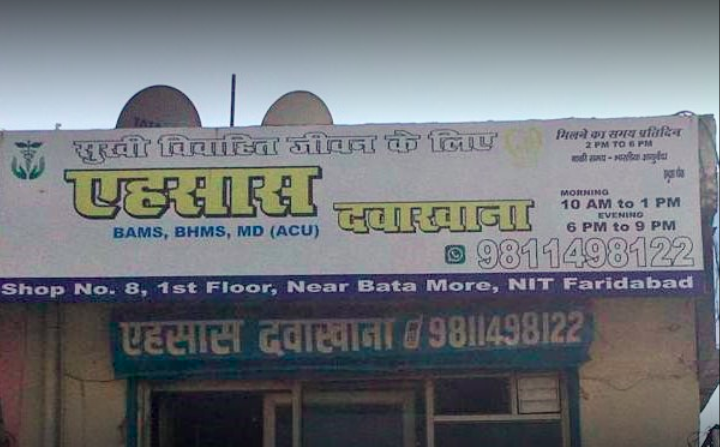 TATA
सुखी विवाहित जीवन के लिए
एहसास दवाखाना
BAMS, BHMS, MD (ACU)
मिलने का समय प्रतिदिन
2 PM TO 6 PM
MORNING
10 AM to 1 PM
EVENING
6 PM to 9 PM
9811498122
Shop No. 8, 1st Floor, Near Bata More, NIT Faridabad
एहसास दवाखाना 9811498122